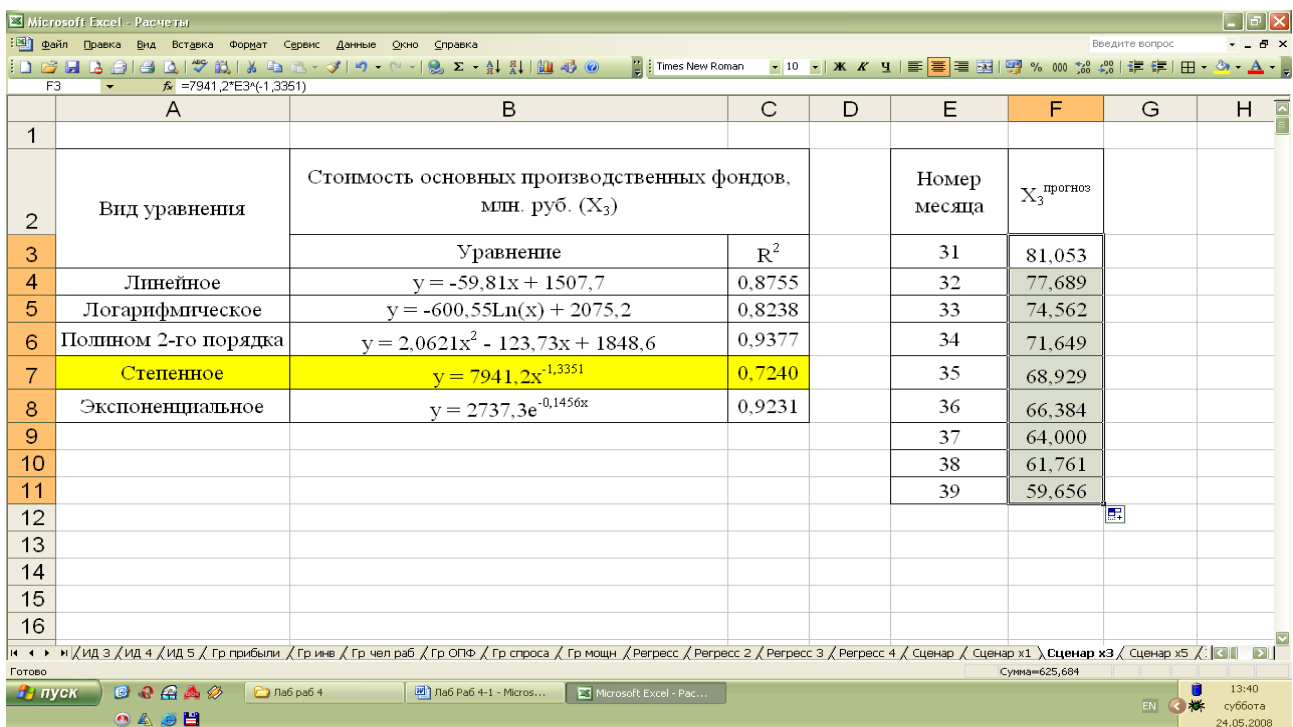 Microsoft Excel - Расчеты
Файл Правка Вид Вставка Формат Сервис Данные Окно Справка Введите вопрос
Times New Roman 10 Ж К Ч
F3 fx =7941,2*E3^(-1,3351)
A B C D E F G H
1
2 Вид уравнения Стоимость основных производственных фондов, млн. руб. (X₃) Номер месяца X₃ прогноз
3 Уравнение R² 31 81,053
4 Линейное y = -59,81x + 1507,7 0,8755 32 77,689
5 Логарифмическое y = -600,55Ln(x) + 2075,2 0,8238 33 74,562
6 Полином 2-го порядка y = 2,0621x² - 123,73x + 1848,6 0,9377 34 71,649
7 Степенное y = 7941,2x^-1,3351 0,7240 35 68,929
8 Экспоненциальное y = 2737,3e^-0,1456x 0,9231 36 66,384
9 37 64,000
10 38 61,761
11 39 59,656
12
13
14
15
16
ИД 3 / ИД 4 / ИД 5 / Гр прибыли / Гр инв / Гр чел раб / Гр ОПФ / Гр спроса / Гр мощн / Регресс / Регресс 2 / Регресс 3 / Регресс 4 / Сценар / Сценар x1 \ Сценар x3 / Сценар x5 /
Готово Сумма=625,684
пуск Лаб раб 4 Лаб Раб 4-1 - Micros... Microsoft Excel - Рас... EN 13:40
суббота
24.05.2008